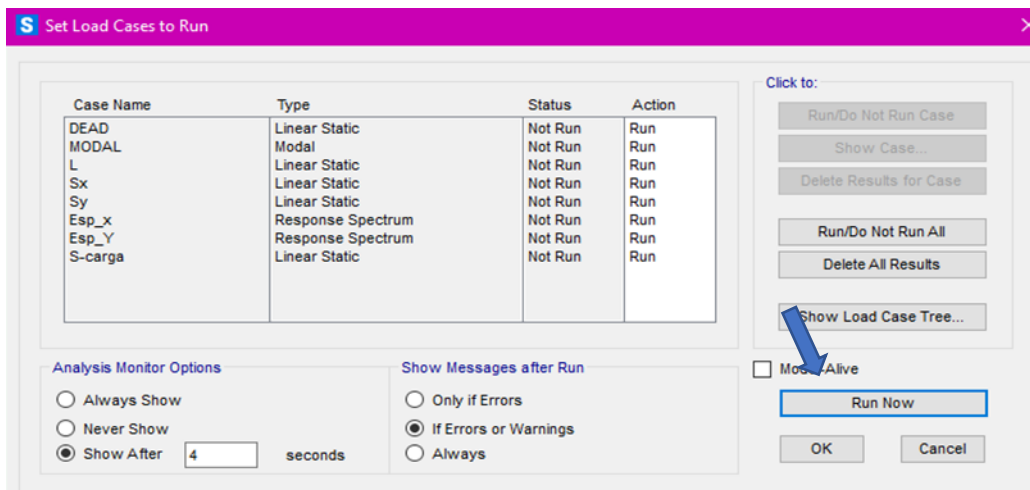 S Set Load Cases to Run
Click to:
Case Name Type Status Action
DEAD Linear Static Not Run Run
MODAL Modal Not Run Run
L Linear Static Not Run Run
Sx Linear Static Not Run Run
Sy Linear Static Not Run Run
Esp_x Response Spectrum Not Run Run
Esp_Y Response Spectrum Not Run Run
S-carga Linear Static Not Run Run
Run/Do Not Run Case
Show Case...
Delete Results for Case
Run/Do Not Run All
Delete All Results
Show Load Case Tree...
Analysis Monitor Options
Always Show
Never Show
Show After 4 seconds
Show Messages after Run
Only if Errors
If Errors or Warnings
Always
Model-Alive
Run Now
OK Cancel